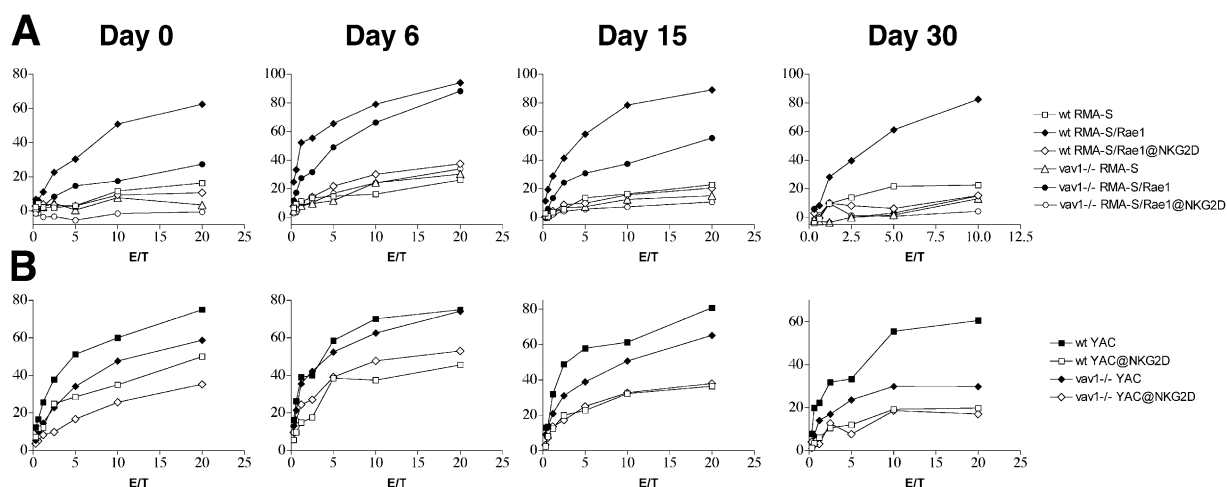 A
Day 0
Day 6
Day 15
Day 30
80
60
40
20
0
0 5 10 15 20 25
E/T
100
80
60
40
20
0
0 5 10 15 20 25
E/T
100
80
60
40
20
0
0 5 10 15 20 25
E/T
100
80
60
40
20
0
0.0 2.5 5.0 7.5 10.0 12.5
E/T
wt RMA-S
wt RMA-S/Rae1
wt RMA-S/Rae1@NKG2D
vav1-/- RMA-S
vav1-/- RMA-S/Rae1
vav1-/- RMA-S/Rae1@NKG2D
B
80
60
40
20
0
0 5 10 15 20 25
E/T
80
60
40
20
0
0 5 10 15 20 25
E/T
80
60
40
20
0
0 5 10 15 20 25
E/T
60
40
20
0
0 5 10 15 20 25
E/T
wt YAC
wt YAC@NKG2D
vav1-/- YAC
vav1-/- YAC@NKG2D